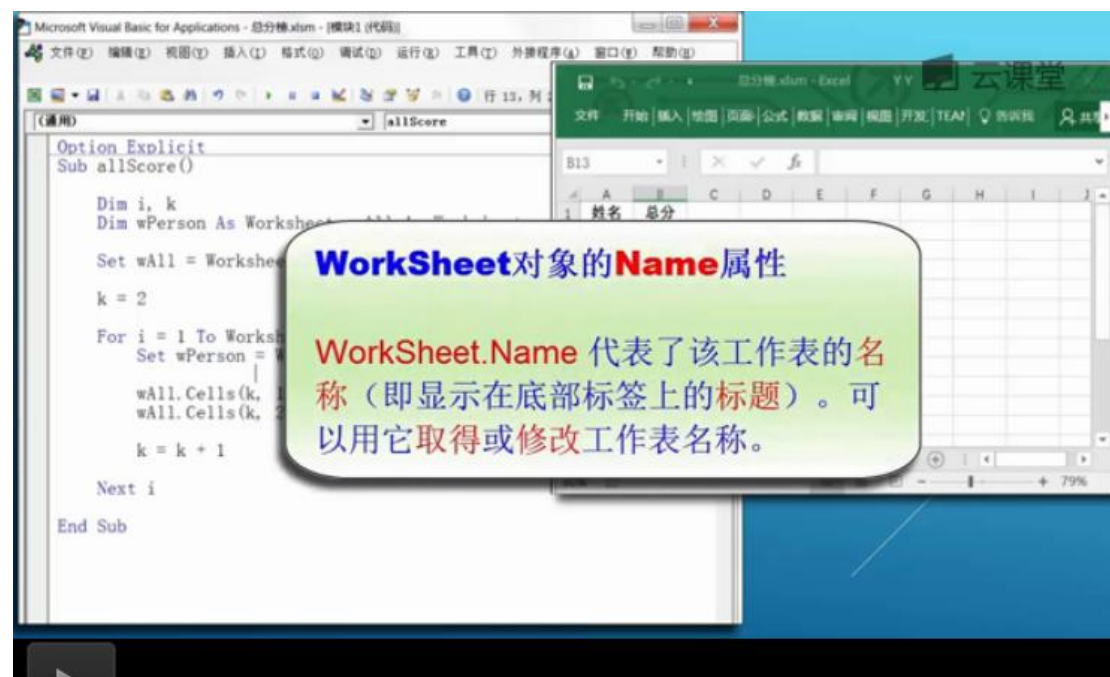 Microsoft Visual Basic for Applications - 总分榜.xlsm - [模块1 (代码)]
文件(F) 编辑(E) 视图(V) 插入(I) 格式(O) 调试(D) 运行(R) 工具(T) 外接程序(A) 窗口(W) 帮助(H)
行 13, 列
(通用)
allScore
Option Explicit
Sub allScore()
Dim i, k
Dim wPerson As Worksheet
Set wAll = Workshee
k = 2
For i = 1 To Worksh
Set wPerson =
wAll.Cells(k,
wAll.Cells(k,
k = k + 1
Next i
End Sub
云课堂
总分榜.xlsm - Excel
Y Y
文件 开始 插入 绘图 页面 公式 数据 审阅 视图 开发 TEAM 告诉我 共享
B13
fx
A B C D E F G H I J
1 姓名 总分
WorkSheet对象的Name属性
WorkSheet.Name 代表了该工作表的名
称（即显示在底部标签上的标题）。可
以用它取得或修改工作表名称。
79%